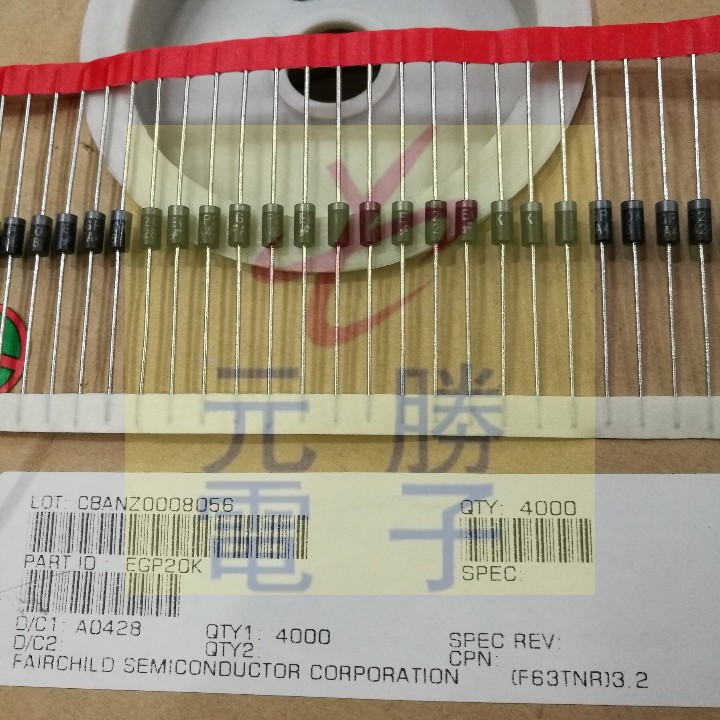 元勝
電子
LOT: CBANZ0008056
QTY: 4000
PART ID: EGP20K
SPEC:
D/C1: A0428
QTY1: 4000
SPEC REV:
D/C2:
QTY2:
CPN:
FAIRCHILD SEMICONDUCTOR CORPORATION
(F63TNR)3.2